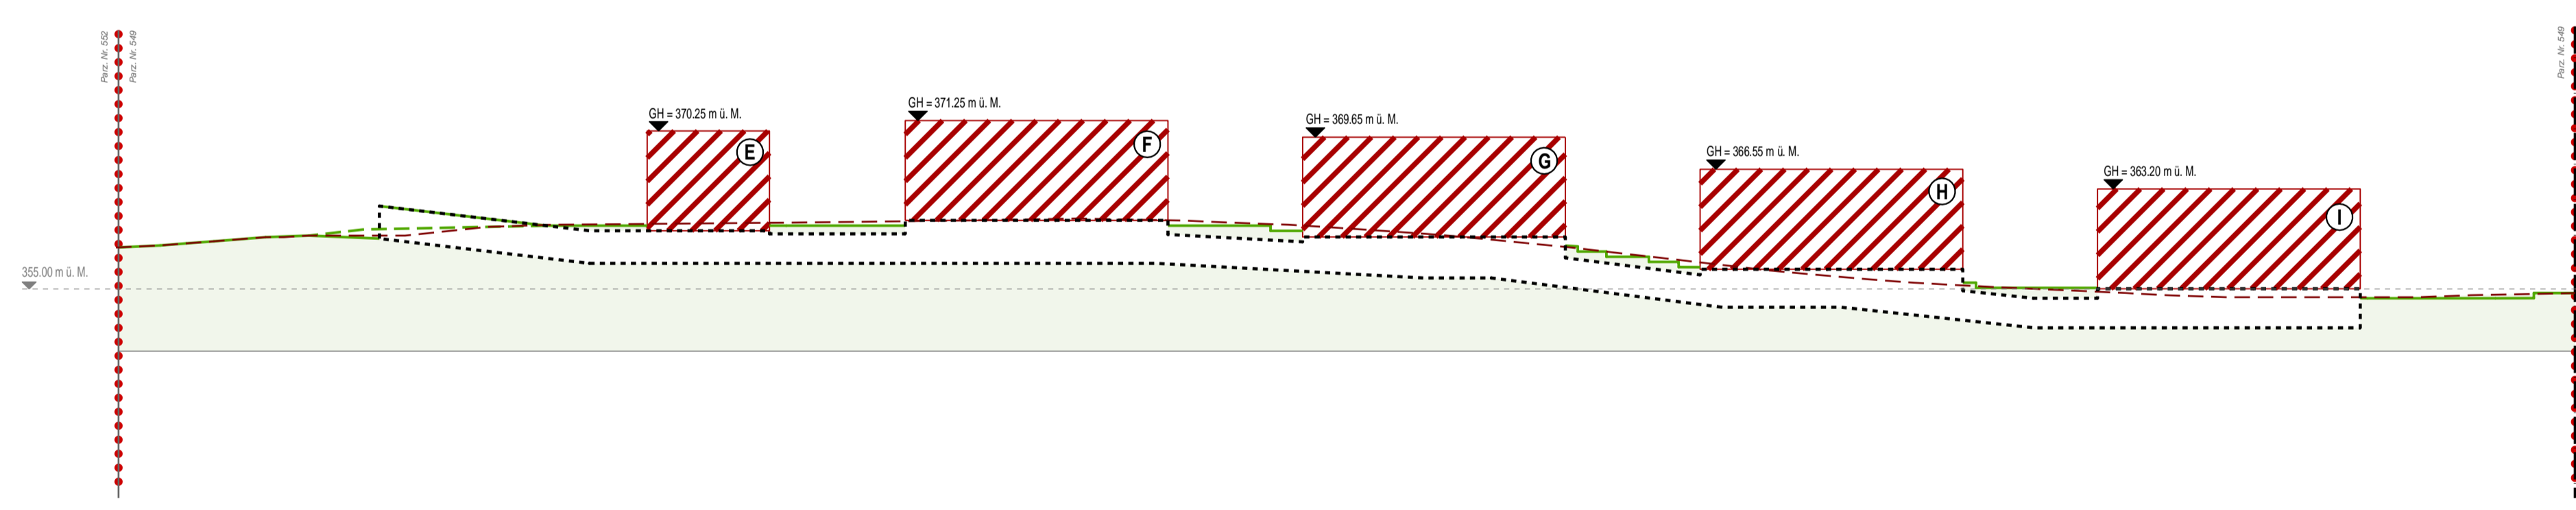 Parz. Nr. 552
Parz. Nr. 549
Parz. Nr. 549
GH = 370.25 m ü. M.
E
GH = 371.25 m ü. M.
F
GH = 369.65 m ü. M.
G
GH = 366.55 m ü. M.
H
GH = 363.20 m ü. M.
I
355.00 m ü. M.